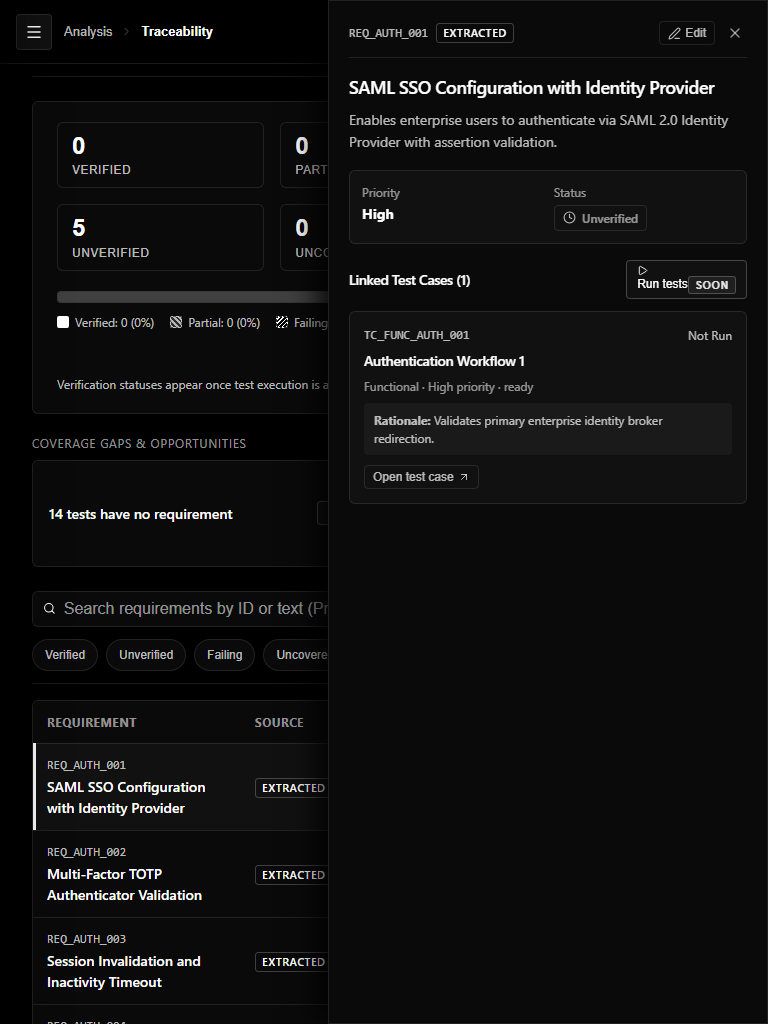 Analysis > Traceability
0
VERIFIED
0
PART
5
UNVERIFIED
0
UNCO
Verified: 0 (0%) Partial: 0 (0%) Failing
Verification statuses appear once test execution is a
COVERAGE GAPS & OPPORTUNITIES
14 tests have no requirement
Search requirements by ID or text (Pr
Verified Unverified Failing Uncovere
REQUIREMENT SOURCE
REQ_AUTH_001
SAML SSO Configuration
with Identity Provider
EXTRACTED
REQ_AUTH_002
Multi-Factor TOTP
Authenticator Validation
EXTRACTED
REQ_AUTH_003
Session Invalidation and
Inactivity Timeout
EXTRACTED
REQ_AUTH_001 EXTRACTED Edit
SAML SSO Configuration with Identity Provider
Enables enterprise users to authenticate via SAML 2.0 Identity
Provider with assertion validation.
Priority Status
High Unverified
Linked Test Cases (1) Run tests SOON
TC_FUNC_AUTH_001 Not Run
Authentication Workflow 1
Functional · High priority · ready
Rationale: Validates primary enterprise identity broker
redirection.
Open test case